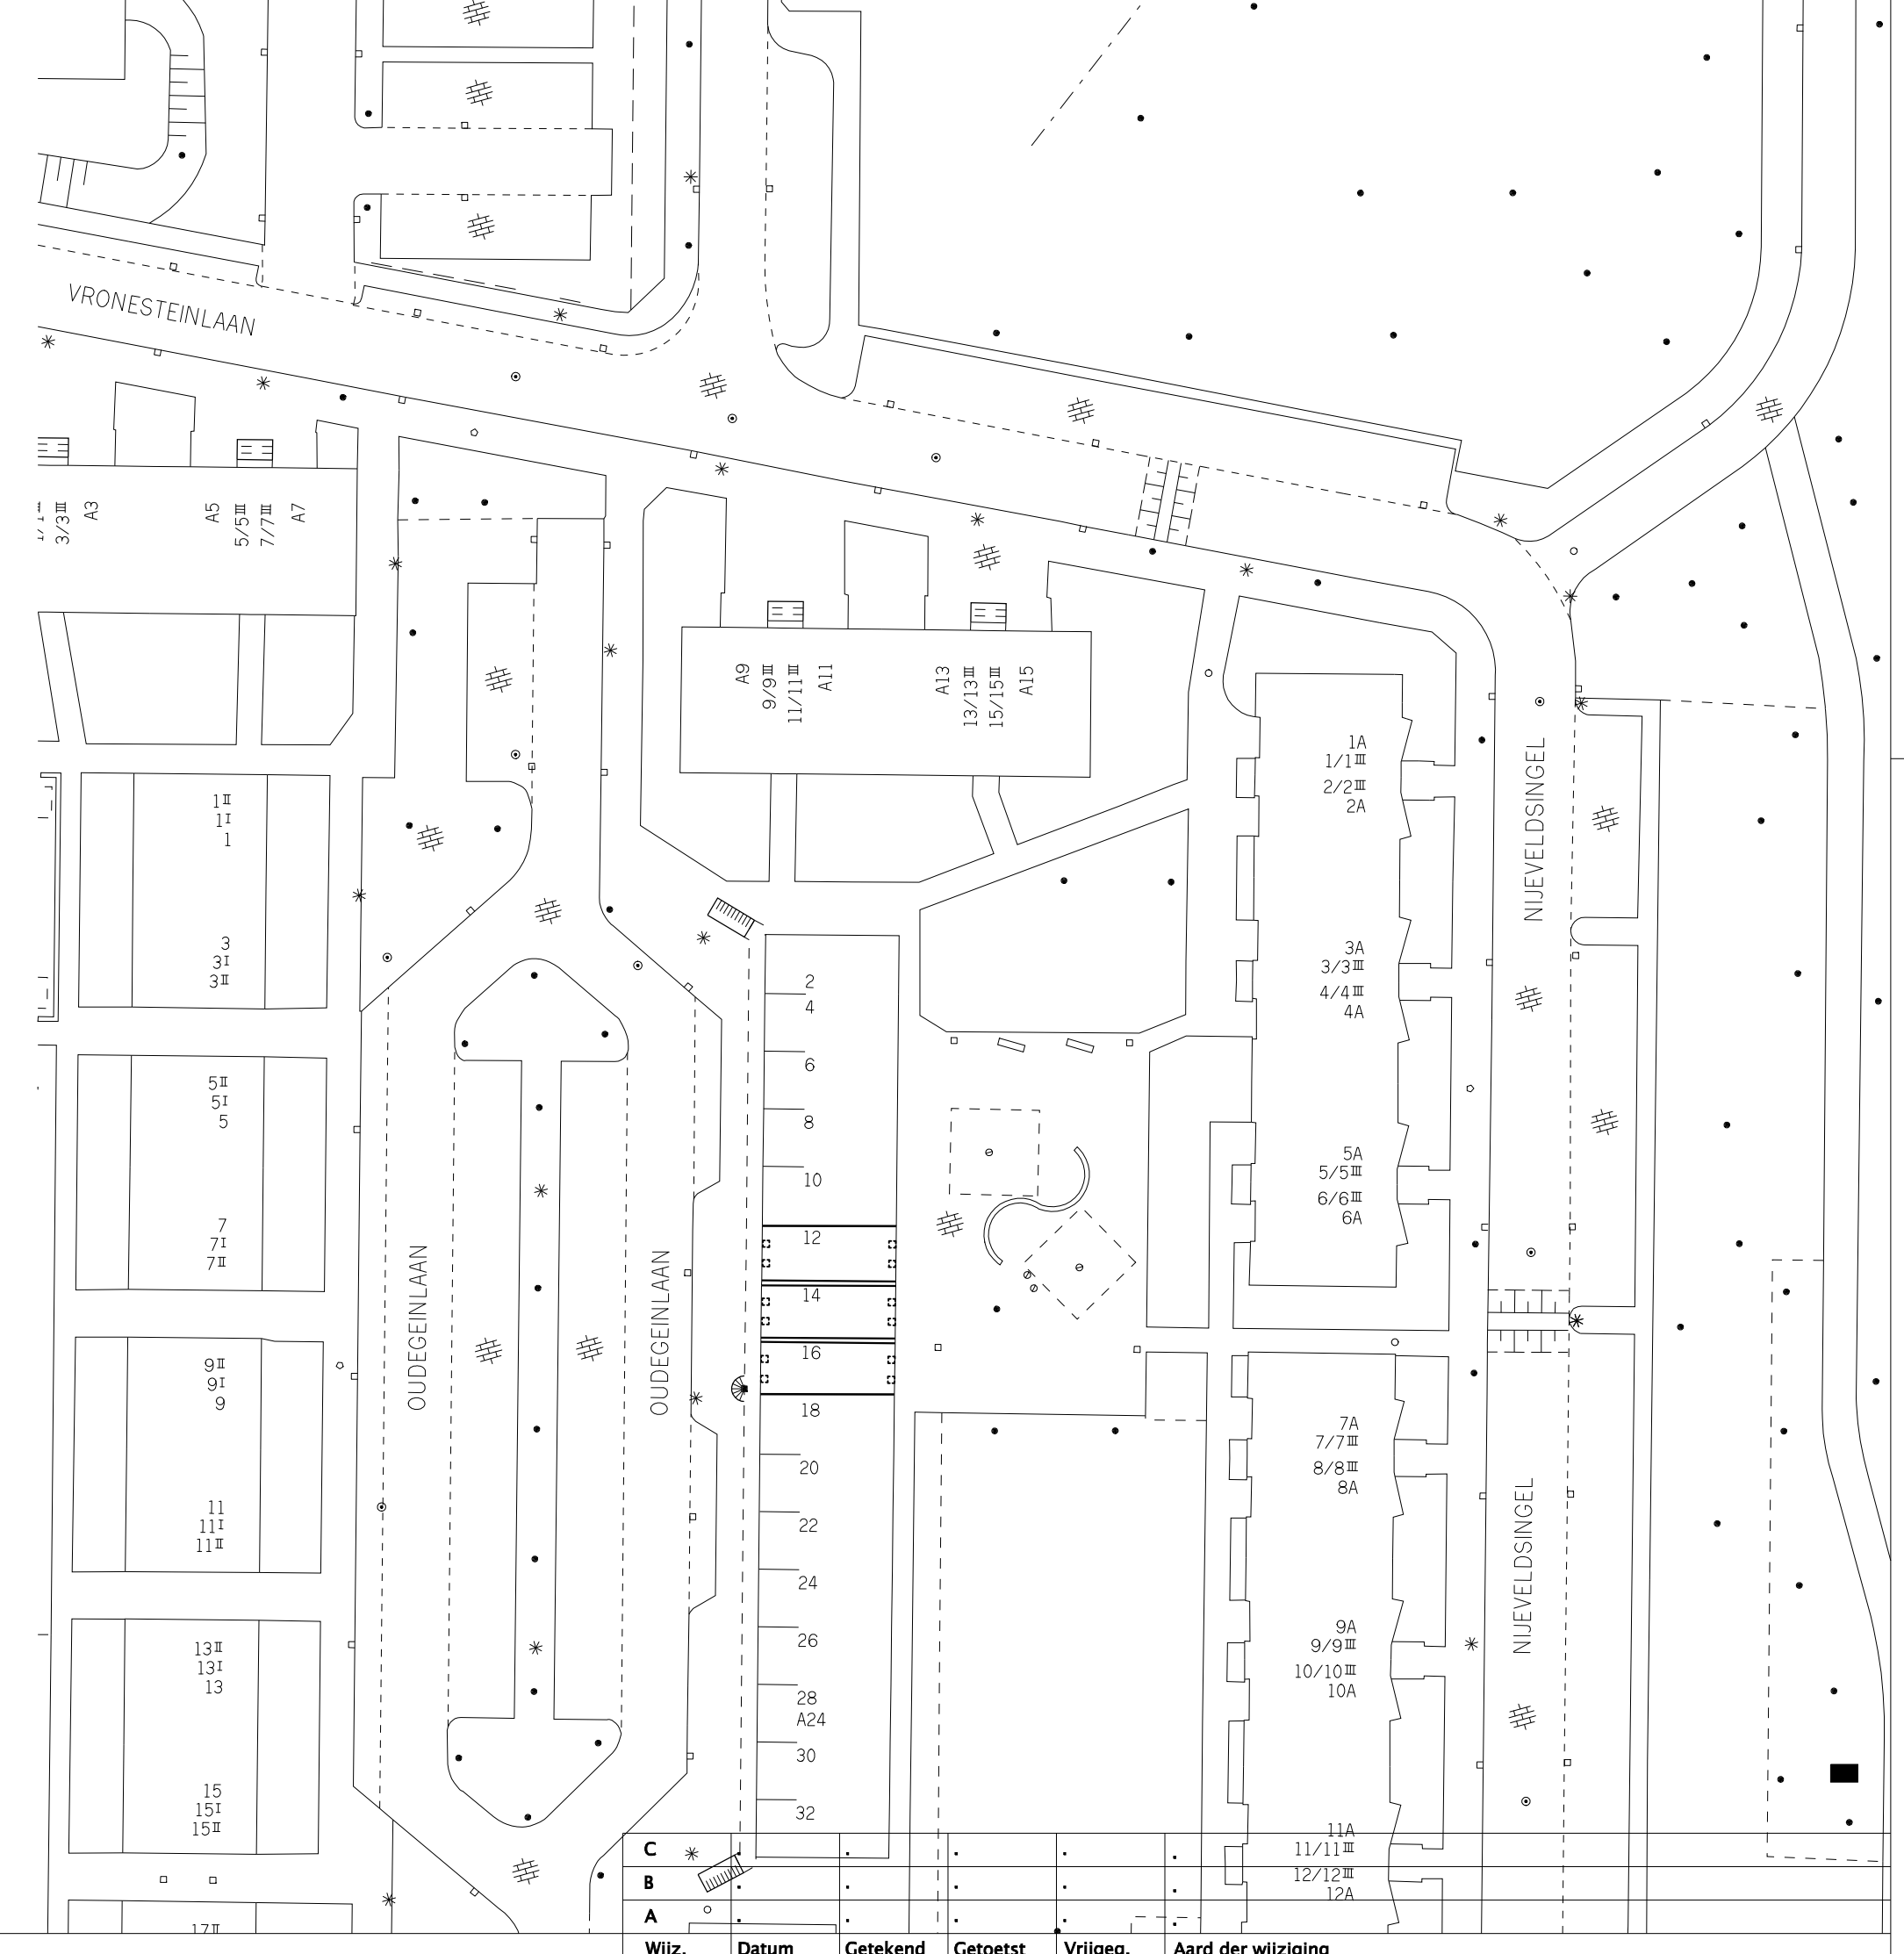 VRONESTEINLAAN
3/3III
A3
A5
5/5III
7/7III
A7
A9
9/9III
11/11III
A11
A13
13/13III
15/15III
A15
1II
1I
1
3
3I
3II
5II
5I
5
7
7I
7II
9II
9I
9
11
11I
11II
13II
13I
13
15
15I
15II
17II
OUDEGEINLAAN
OUDEGEINLAAN
2
4
6
8
10
12
14
16
18
20
22
24
26
28
A24
30
32
1A
1/1III
2/2III
2A
3A
3/3III
4/4III
4A
5A
5/5III
6/6III
6A
7A
7/7III
8/8III
8A
9A
9/9III
10/10III
10A
11A
11/11III
12/12III
12A
NIJEVELDSINGEL
NIJEVELDSINGEL
C
B
A
Wijz. Datum Getekend Getoetst Vrijgeg. Aard der wijziging